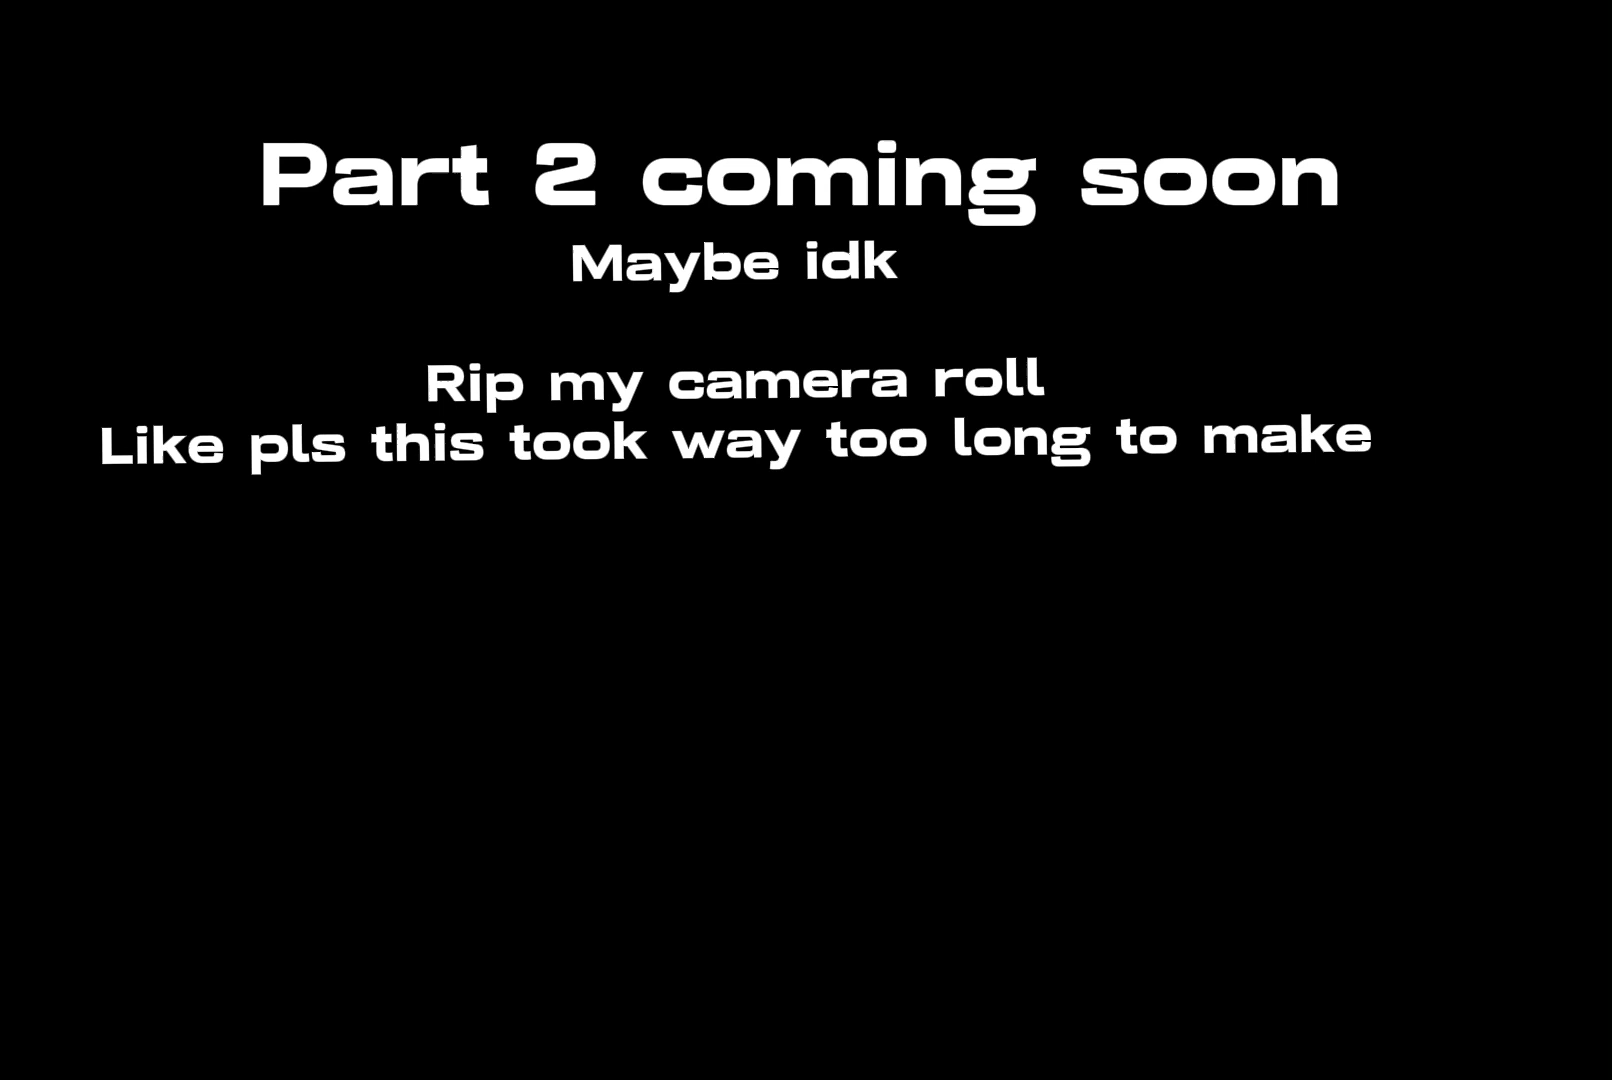 Part 2 coming soon
Maybe idk
Rip my camera roll
Like pls this took way too long to make